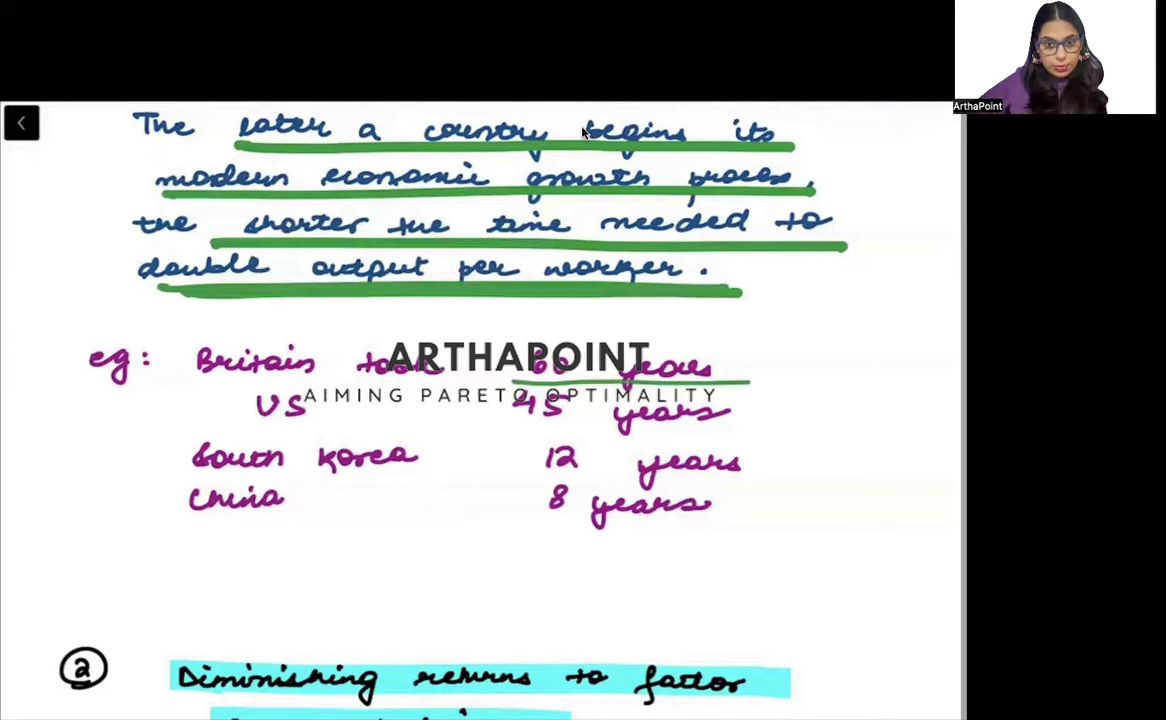 ArthaPoint
The later a country begins its
modern economic growth process,
the shorter the time needed to
double output per worker.
eg: Britain took 60 years
ARTHAPOINT
AIMING PARETO OPTIMALITY
US 45 years
South Korea 12 years
China 8 years
2 Diminishing returns to factor